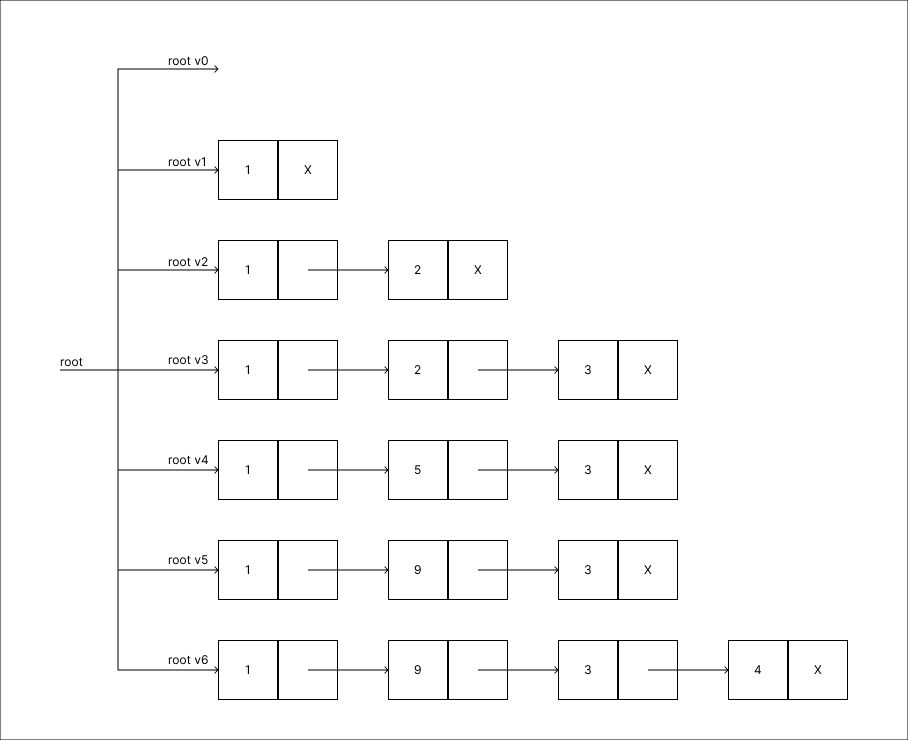 root v0
root v1
1 X
root v2
1 2 X
root
root v3
1 2 3 X
root v4
1 5 3 X
root v5
1 9 3 X
root v6
1 9 3 4 X